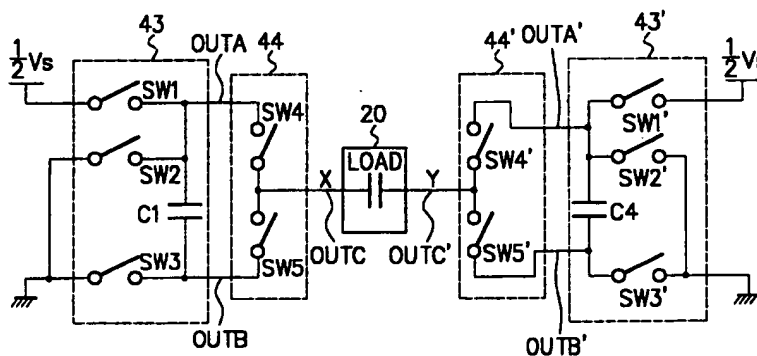 43
OUTA
44
OUTA'
44'
43'
½Vs
½Vs
SW1
SW4
20
LOAD
SW4'
SW1'
SW2
SW2'
X
Y
C1
C4
SW3
SW5
OUTC
OUTC'
SW5'
SW3'
OUTB
OUTB'